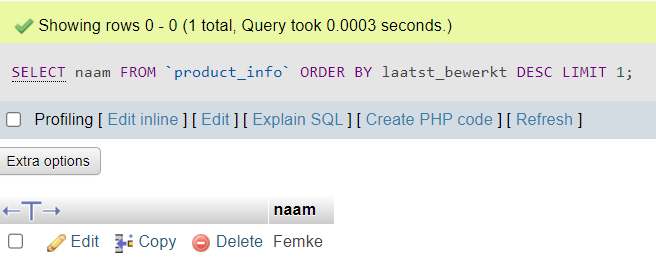 Showing rows 0 - 0 (1 total, Query took 0.0003 seconds.)
SELECT naam FROM `product_info` ORDER BY laatst_bewerkt DESC LIMIT 1;
Profiling [ Edit inline ] [ Edit ] [ Explain SQL ] [ Create PHP code ] [ Refresh ]
Extra options
←T→ naam
Edit Copy Delete Femke